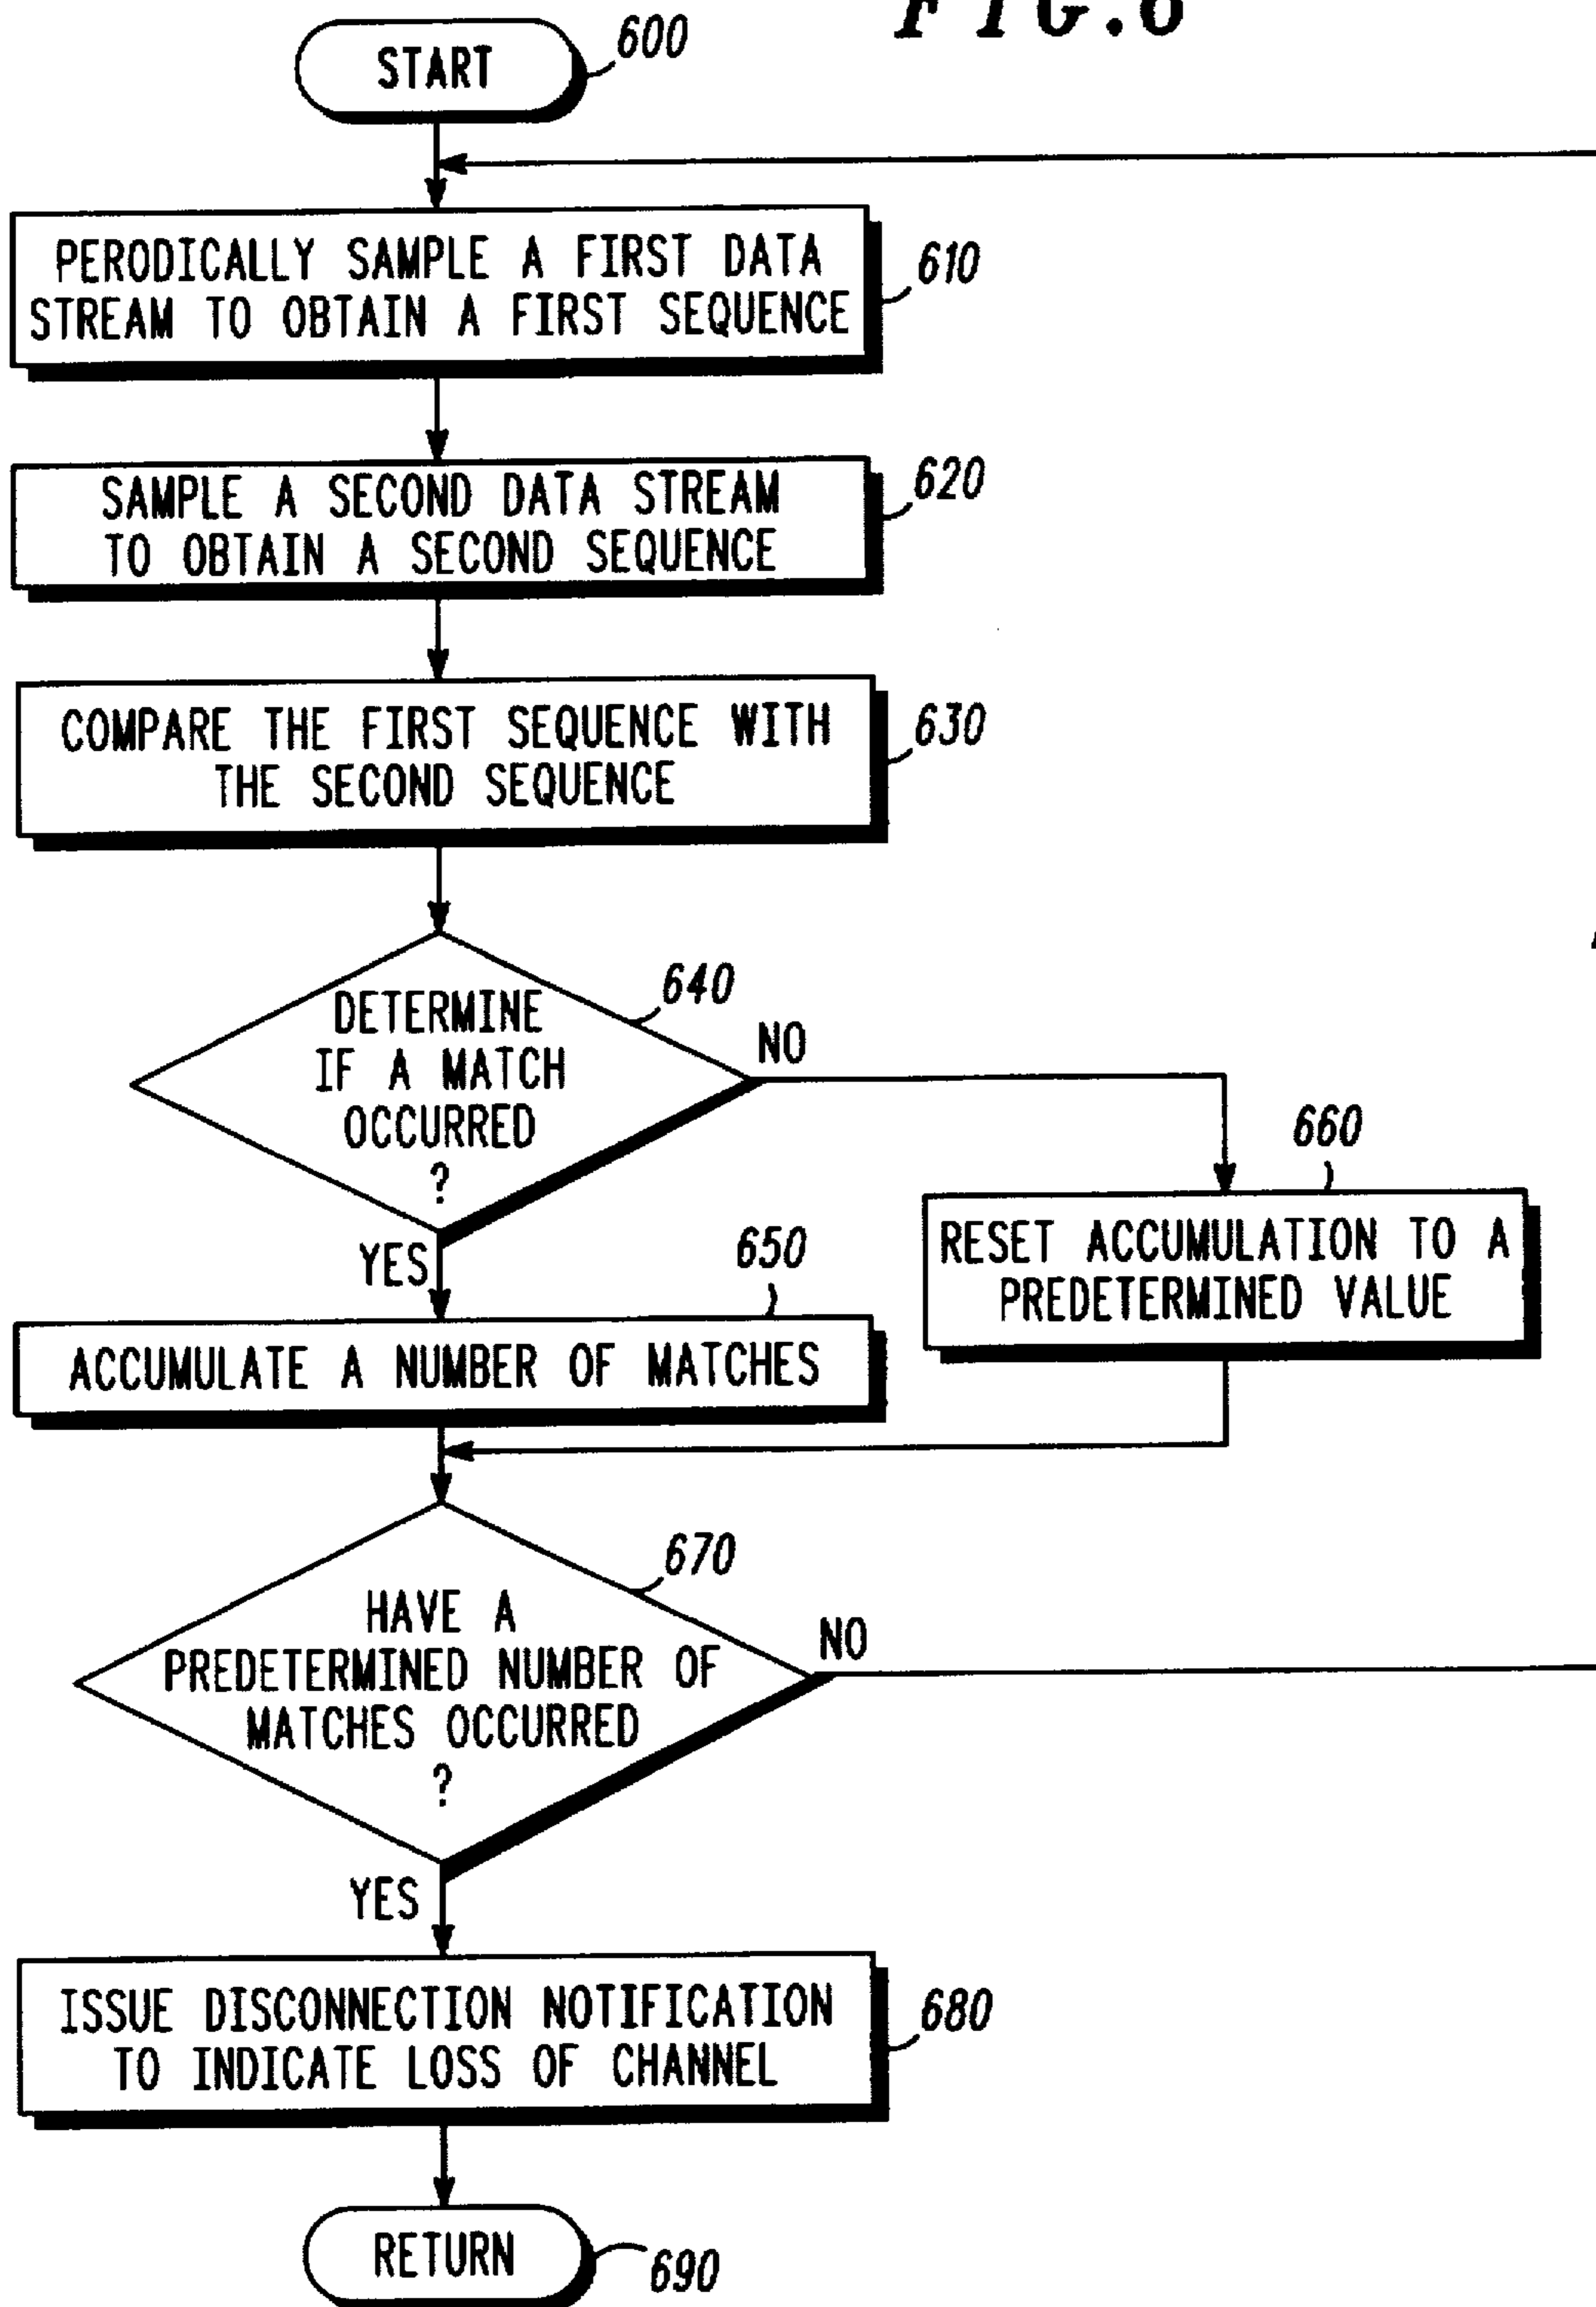 FIG.6
START
600
PERODICALLY SAMPLE A FIRST DATA
STREAM TO OBTAIN A FIRST SEQUENCE
610
SAMPLE A SECOND DATA STREAM
TO OBTAIN A SECOND SEQUENCE
620
COMPARE THE FIRST SEQUENCE WITH
THE SECOND SEQUENCE
630
DETERMINE
IF A MATCH
OCCURRED
?
640
NO
YES
660
RESET ACCUMULATION TO A
PREDETERMINED VALUE
650
ACCUMULATE A NUMBER OF MATCHES
HAVE A
PREDETERMINED NUMBER OF
MATCHES OCCURRED
?
670
NO
YES
ISSUE DISCONNECTION NOTIFICATION
TO INDICATE LOSS OF CHANNEL
680
RETURN
690